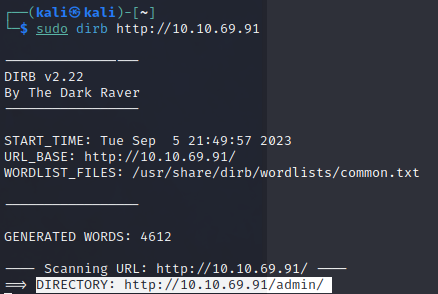 ┌──(kali㉿kali)-[~]
└─$ sudo dirb http://10.10.69.91
-----------------
DIRB v2.22
By The Dark Raver
-----------------
START_TIME: Tue Sep  5 21:49:57 2023
URL_BASE: http://10.10.69.91/
WORDLIST_FILES: /usr/share/dirb/wordlists/common.txt
-----------------
GENERATED WORDS: 4612
---- Scanning URL: http://10.10.69.91/ ----
==> DIRECTORY: http://10.10.69.91/admin/